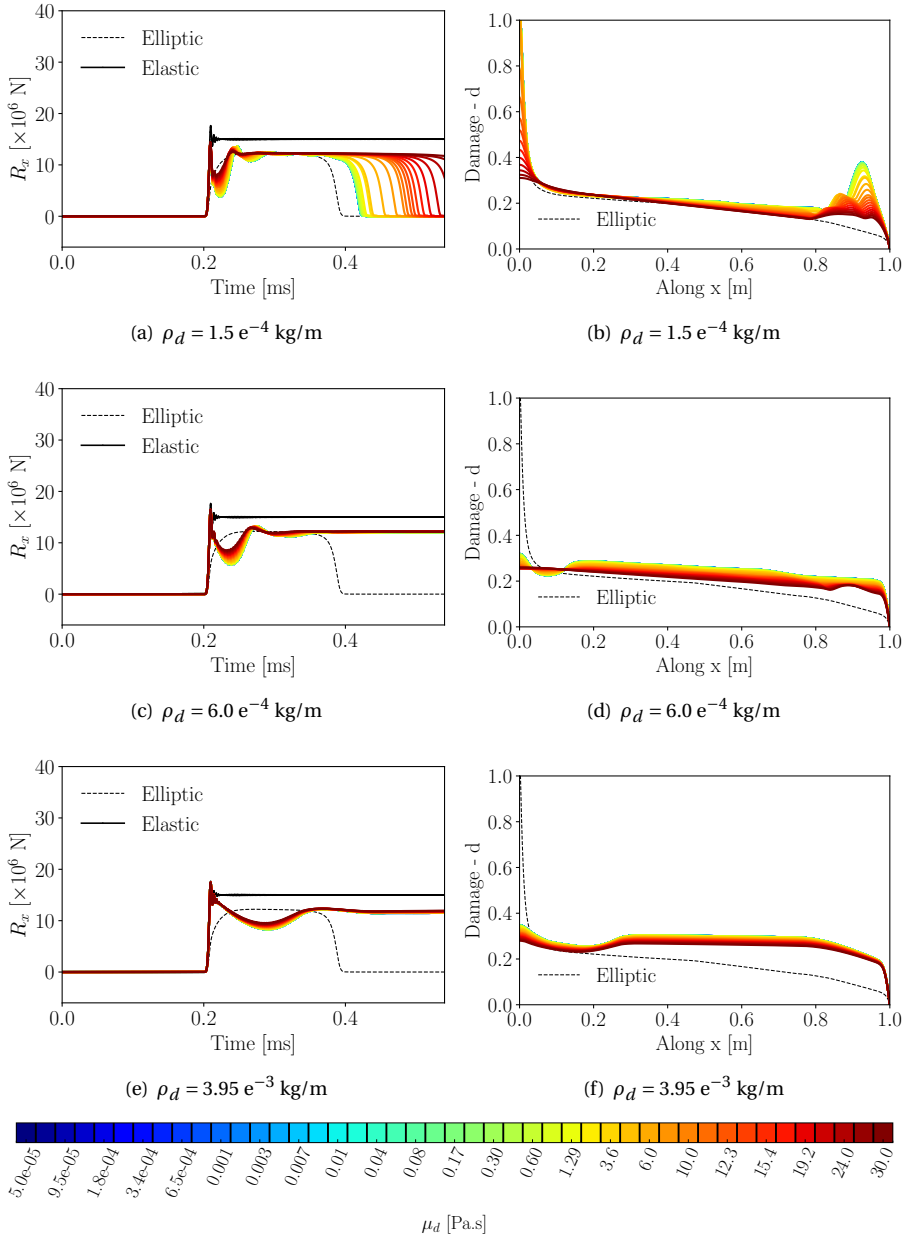 40
30
20
10
0
R_x [×10^6 N]
Elliptic
Elastic
0.0 0.2 0.4
Time [ms]
(a) ρ_d = 1.5 e^−4 kg/m
1.0
0.8
0.6
0.4
0.2
0.0
Damage - d
Elliptic
0.0 0.2 0.4 0.6 0.8 1.0
Along x [m]
(b) ρ_d = 1.5 e^−4 kg/m
40
30
20
10
0
R_x [×10^6 N]
Elliptic
Elastic
0.0 0.2 0.4
Time [ms]
(c) ρ_d = 6.0 e^−4 kg/m
1.0
0.8
0.6
0.4
0.2
0.0
Damage - d
Elliptic
0.0 0.2 0.4 0.6 0.8 1.0
Along x [m]
(d) ρ_d = 6.0 e^−4 kg/m
40
30
20
10
0
R_x [×10^6 N]
Elliptic
Elastic
0.0 0.2 0.4
Time [ms]
(e) ρ_d = 3.95 e^−3 kg/m
1.0
0.8
0.6
0.4
0.2
0.0
Damage - d
Elliptic
0.0 0.2 0.4 0.6 0.8 1.0
Along x [m]
(f) ρ_d = 3.95 e^−3 kg/m
5.0e-05 9.5e-05 1.8e-04 3.4e-04 6.5e-04 0.001 0.003 0.007 0.01 0.04 0.08 0.17 0.30 0.60 1.29 3.6 6.0 10.0 12.3 15.4 19.2 24.0 30.0
μ_d [Pa.s]